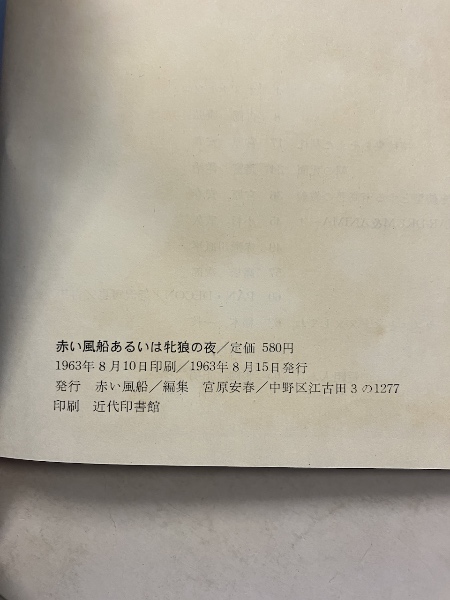 赤い風船あるいは牝狼の夜/定価 580円
1963年8月10日印刷/1963年8月15日発行
発行 赤い風船/編集 宮原安春/中野区江古田3の1277
印刷 近代印書館